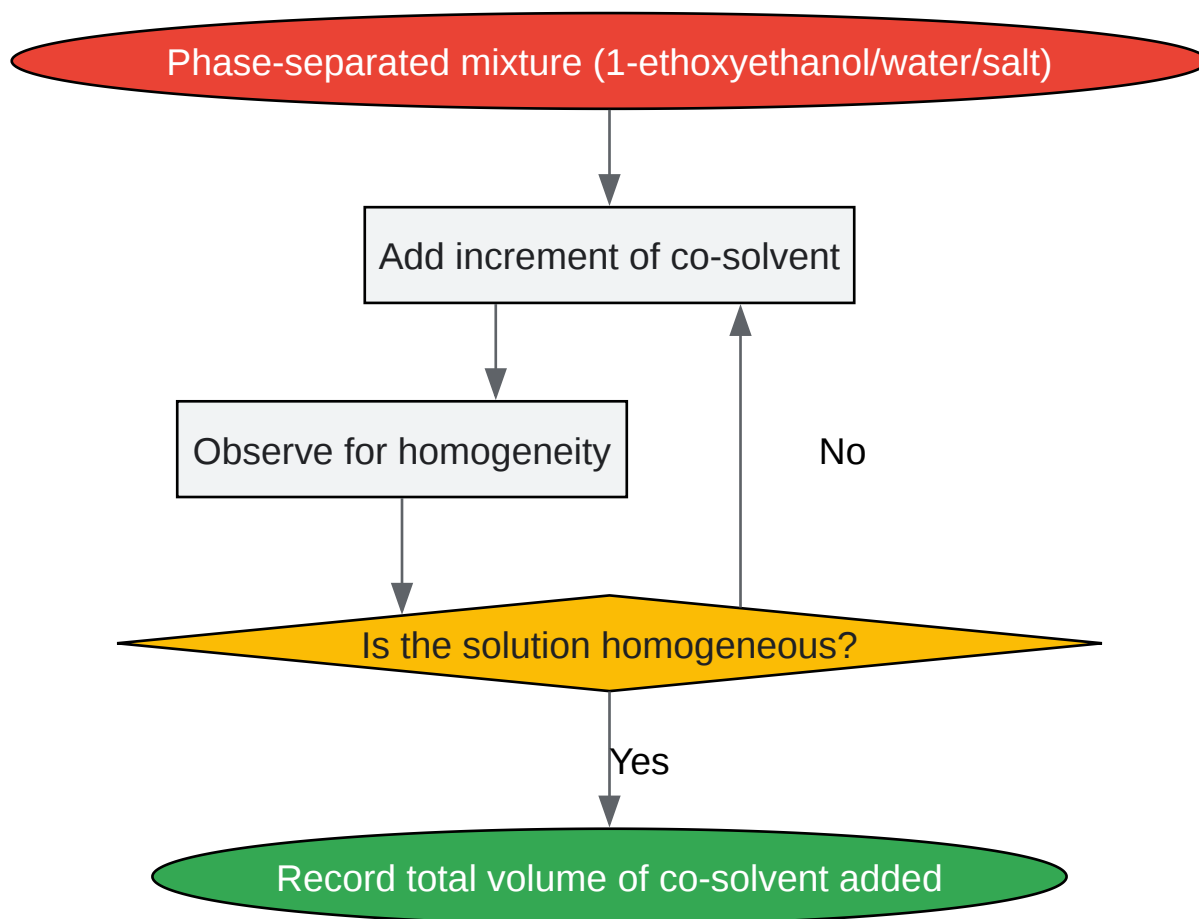 Phase-separated mixture (1-ethoxyethanol/water/salt)
Add increment of co-solvent
Observe for homogeneity
No
Is the solution homogeneous?
Yes
Record total volume of co-solvent added